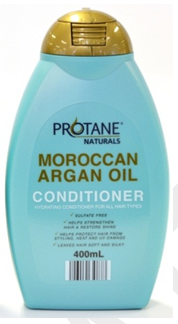 PROTANE
NATURALS
MOROCCAN
ARGAN OIL
CONDITIONER
HYDRATING CONDITIONER FOR ALL HAIR TYPES
SULFATE FREE
HELPS STRENGTHEN
HAIR & RESTORE SHINE
HELPS PROTECT HAIR FROM
STYLING, HEAT AND UV DAMAGE
LEAVES HAIR SOFT AND SILKY
400mL